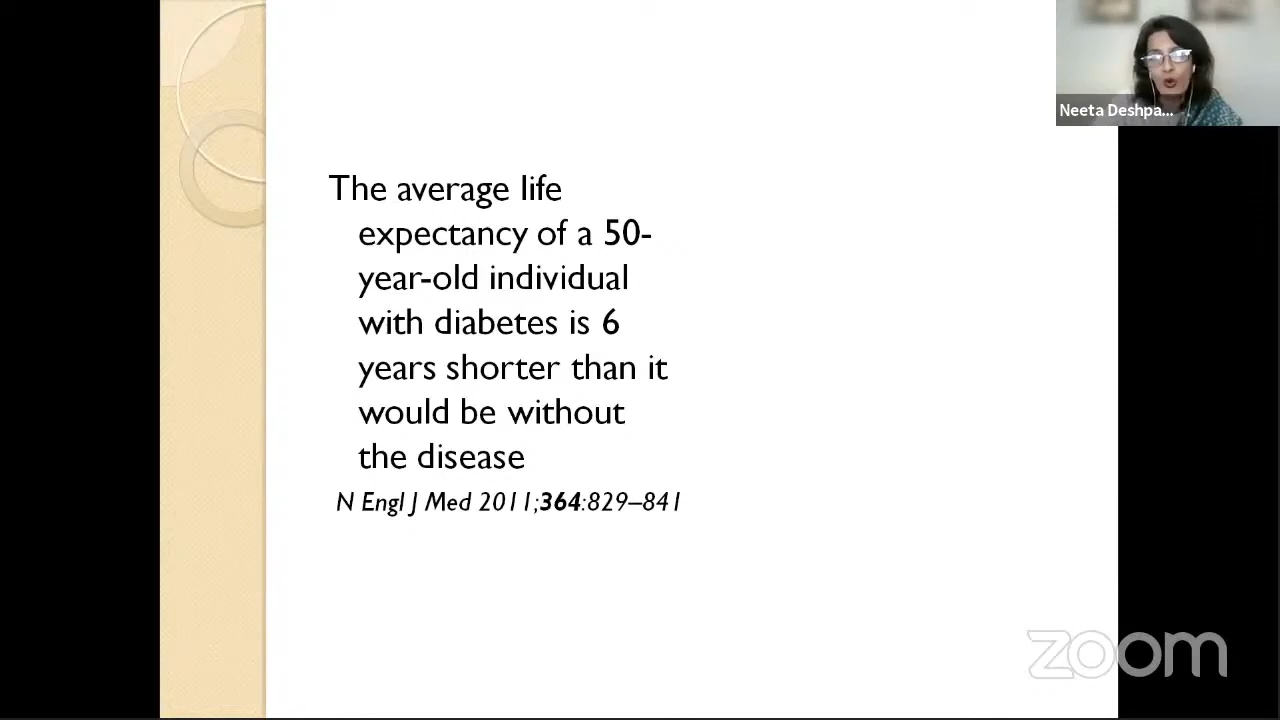 Neeta Deshpa...
The average life
expectancy of a 50-
year-old individual
with diabetes is 6
years shorter than it
would be without
the disease
N Engl J Med 2011;364:829–841
zoom